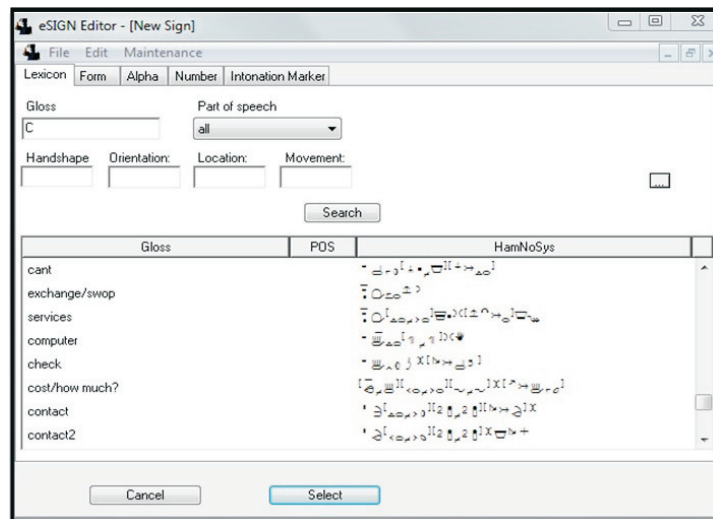 eSIGN Editor - [New Sign]
File Edit Maintenance
Lexicon Form Alpha Number Intonation Marker
Gloss Part of speech
C all
Handshape Orientation: Location: Movement:
...
Search
Gloss POS HamNoSys
cant
exchange/swop
services
computer
check
cost/how much?
contact
contact2
Cancel Select